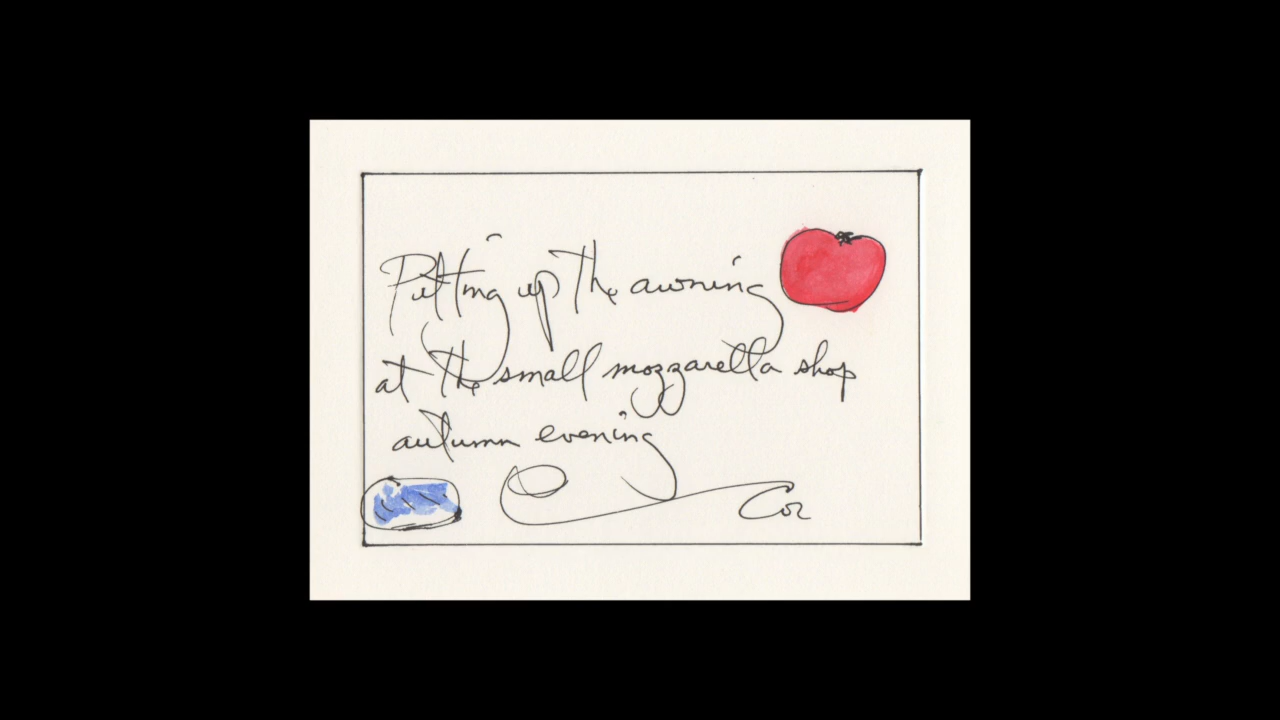 Putting up the awning
at the small mozzarella shop
autumn evening
Cor